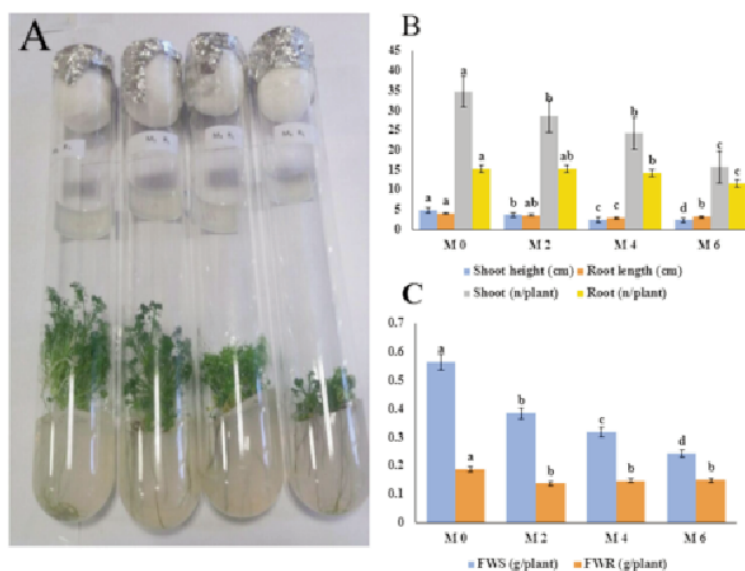 A
B
45
40
35
30
25
20
15
10
5
0
a
a
a
a
b
ab
b
ab
c
c
b
b
d
b
c
c
M 0 M 2 M 4 M 6
Shoot height (cm) Root length (cm)
Shoot (n/plant) Root (n/plant)
C
0.7
0.6
0.5
0.4
0.3
0.2
0.1
0
a
a
b
b
c
b
d
b
M 0 M 2 M 4 M 6
FWS (g/plant) FWR (g/plant)